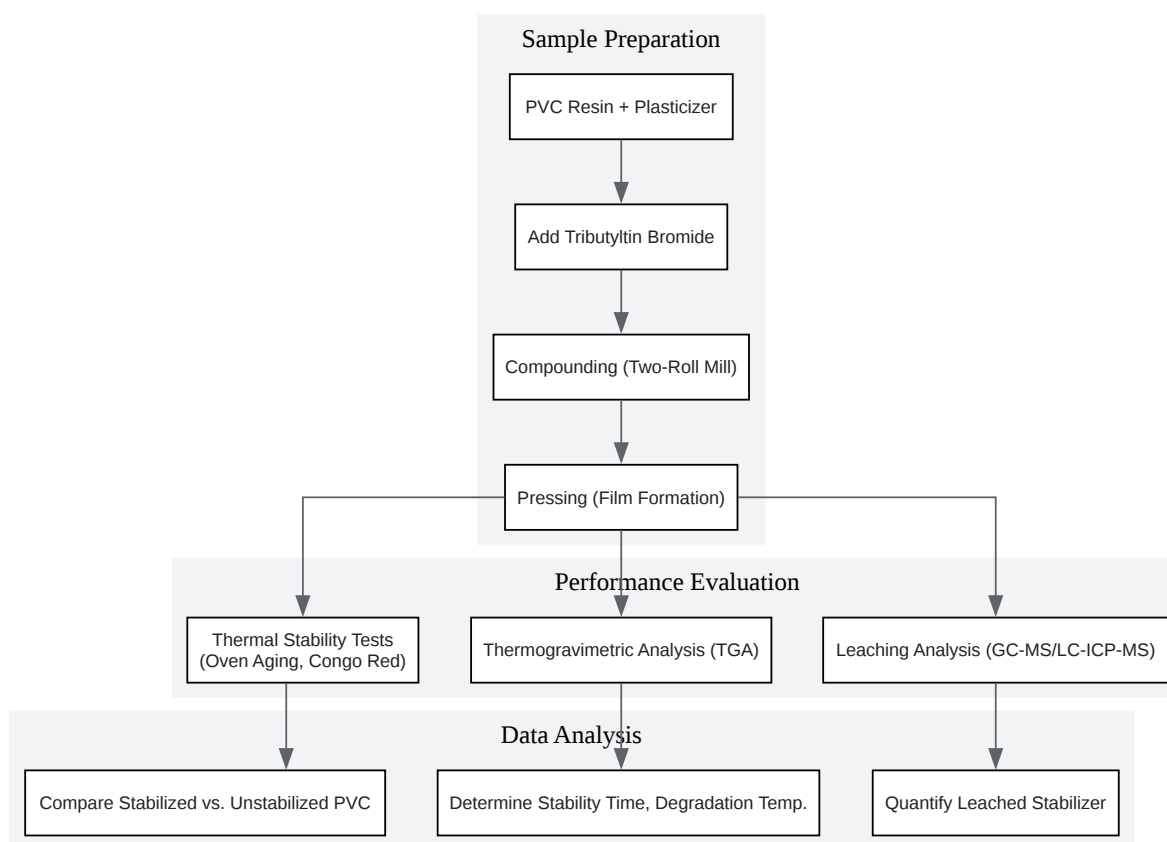 Sample Preparation
PVC Resin + Plasticizer
Add Tributyltin Bromide
Compounding (Two-Roll Mill)
Pressing (Film Formation)
Performance Evaluation
Thermal Stability Tests
(Oven Aging, Congo Red)
Thermogravimetric Analysis (TGA)
Leaching Analysis (GC-MS/LC-ICP-MS)
Data Analysis
Compare Stabilized vs. Unstabilized PVC
Determine Stability Time, Degradation Temp.
Quantify Leached Stabilizer